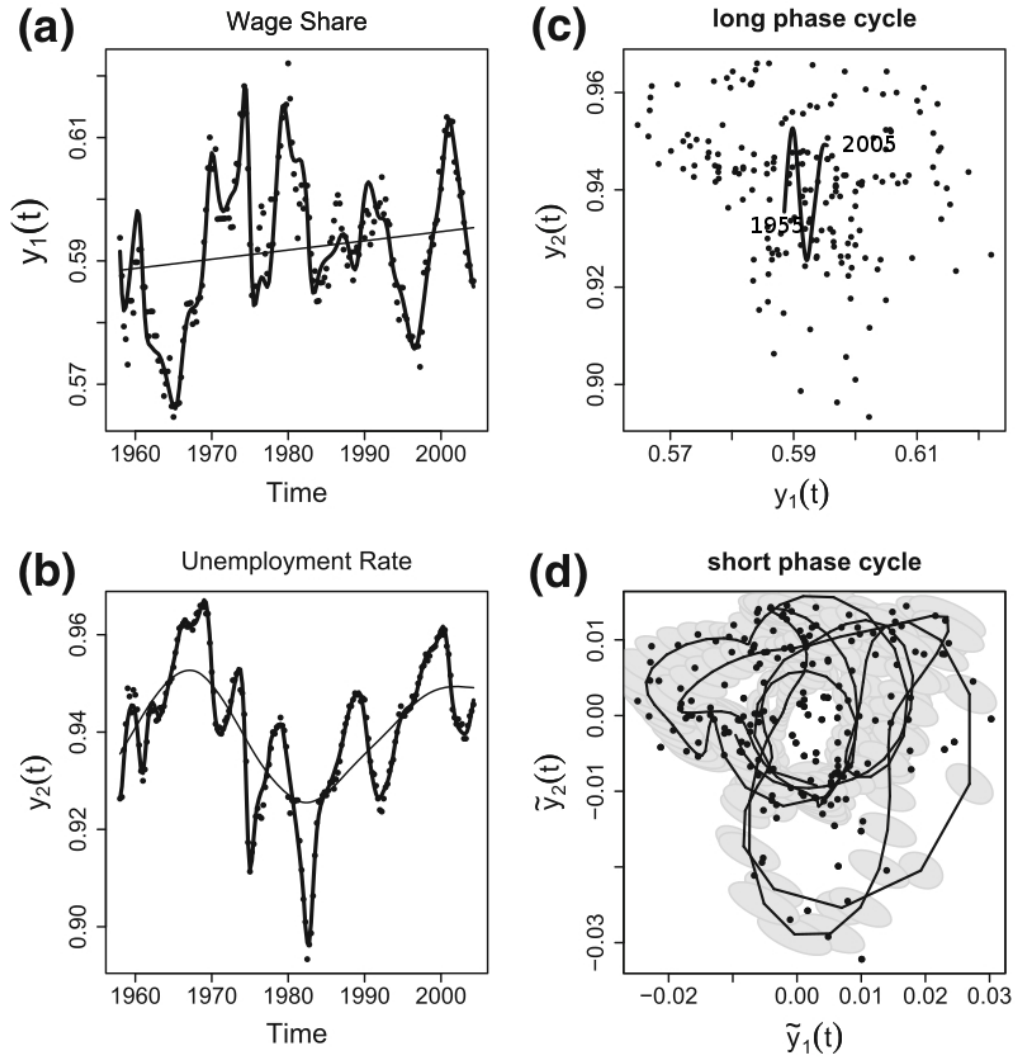 (a)
Wage Share
y₁(t)
0.61
0.59
0.57
1960 1970 1980 1990 2000
Time
(c)
long phase cycle
y₂(t)
0.96
0.94
0.92
0.90
2005
1955
0.57 0.59 0.61
y₁(t)
(b)
Unemployment Rate
y₂(t)
0.96
0.94
0.92
0.90
1960 1970 1980 1990 2000
Time
(d)
short phase cycle
ỹ₂(t)
0.01
0.00
−0.01
−0.03
−0.02 0.00 0.01 0.02 0.03
ỹ₁(t)